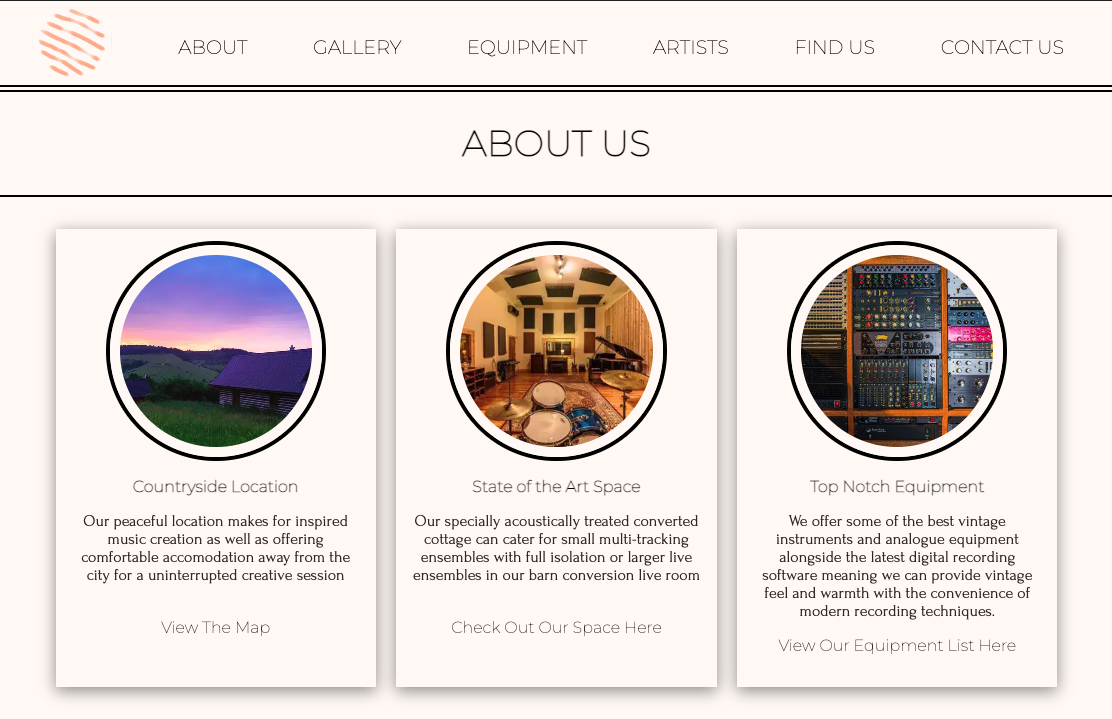 ABOUT GALLERY EQUIPMENT ARTISTS FIND US CONTACT US
ABOUT US
Countryside Location
Our peaceful location makes for inspired
music creation as well as offering
comfortable accomodation away from the
city for a uninterrupted creative session
View The Map
State of the Art Space
Our specially acoustically treated converted
cottage can cater for small multi-tracking
ensembles with full isolation or larger live
ensembles in our barn conversion live room
Check Out Our Space Here
Top Notch Equipment
We offer some of the best vintage
instruments and analogue equipment
alongside the latest digital recording
software meaning we can provide vintage
feel and warmth with the convenience of
modern recording techniques.
View Our Equipment List Here